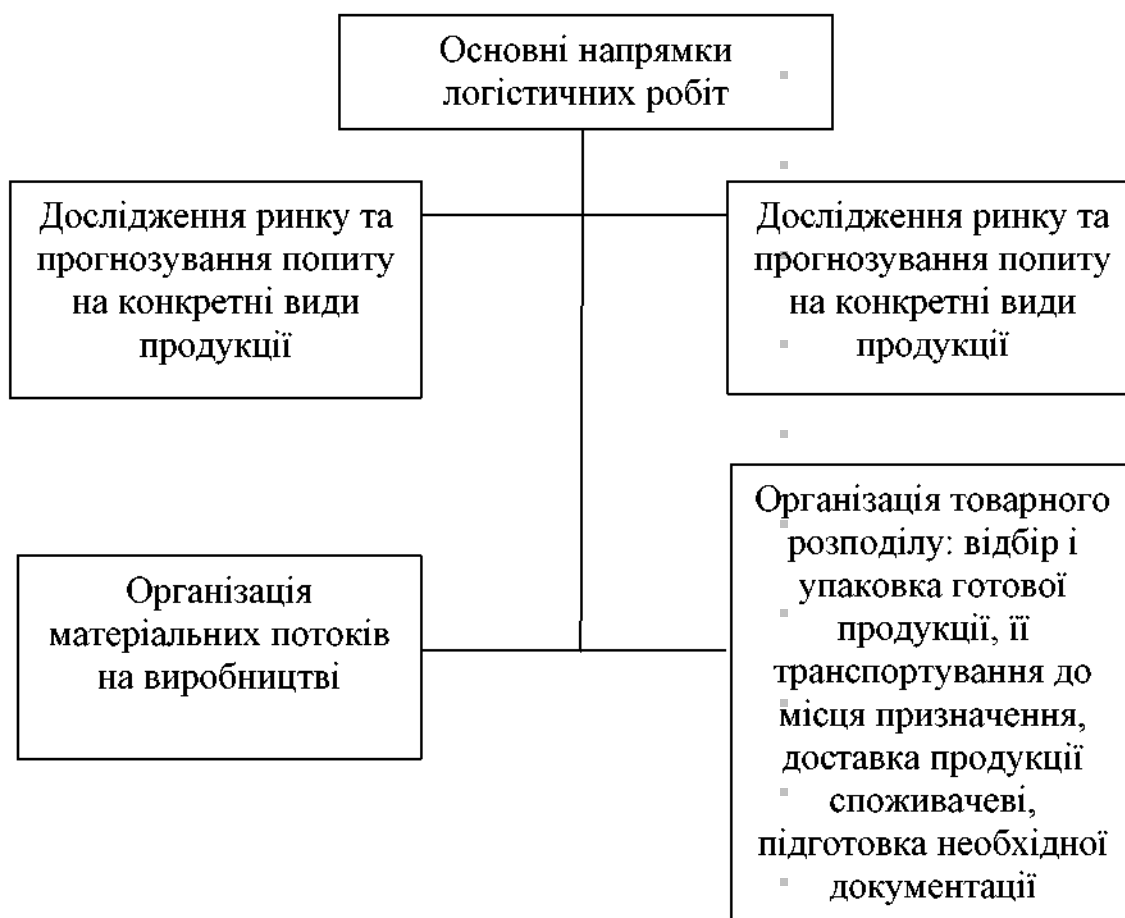 Основні напрямки
логістичних робіт
Дослідження ринку та
прогнозування попиту
на конкретні види
продукції
Дослідження ринку та
прогнозування попиту
на конкретні види
продукції
Організація
матеріальних потоків
на виробництві
Організація товарного
розподілу: відбір і
упаковка готової
продукції, її
транспортування до
місця призначення,
доставка продукції
споживачеві,
підготовка необхідної
документації